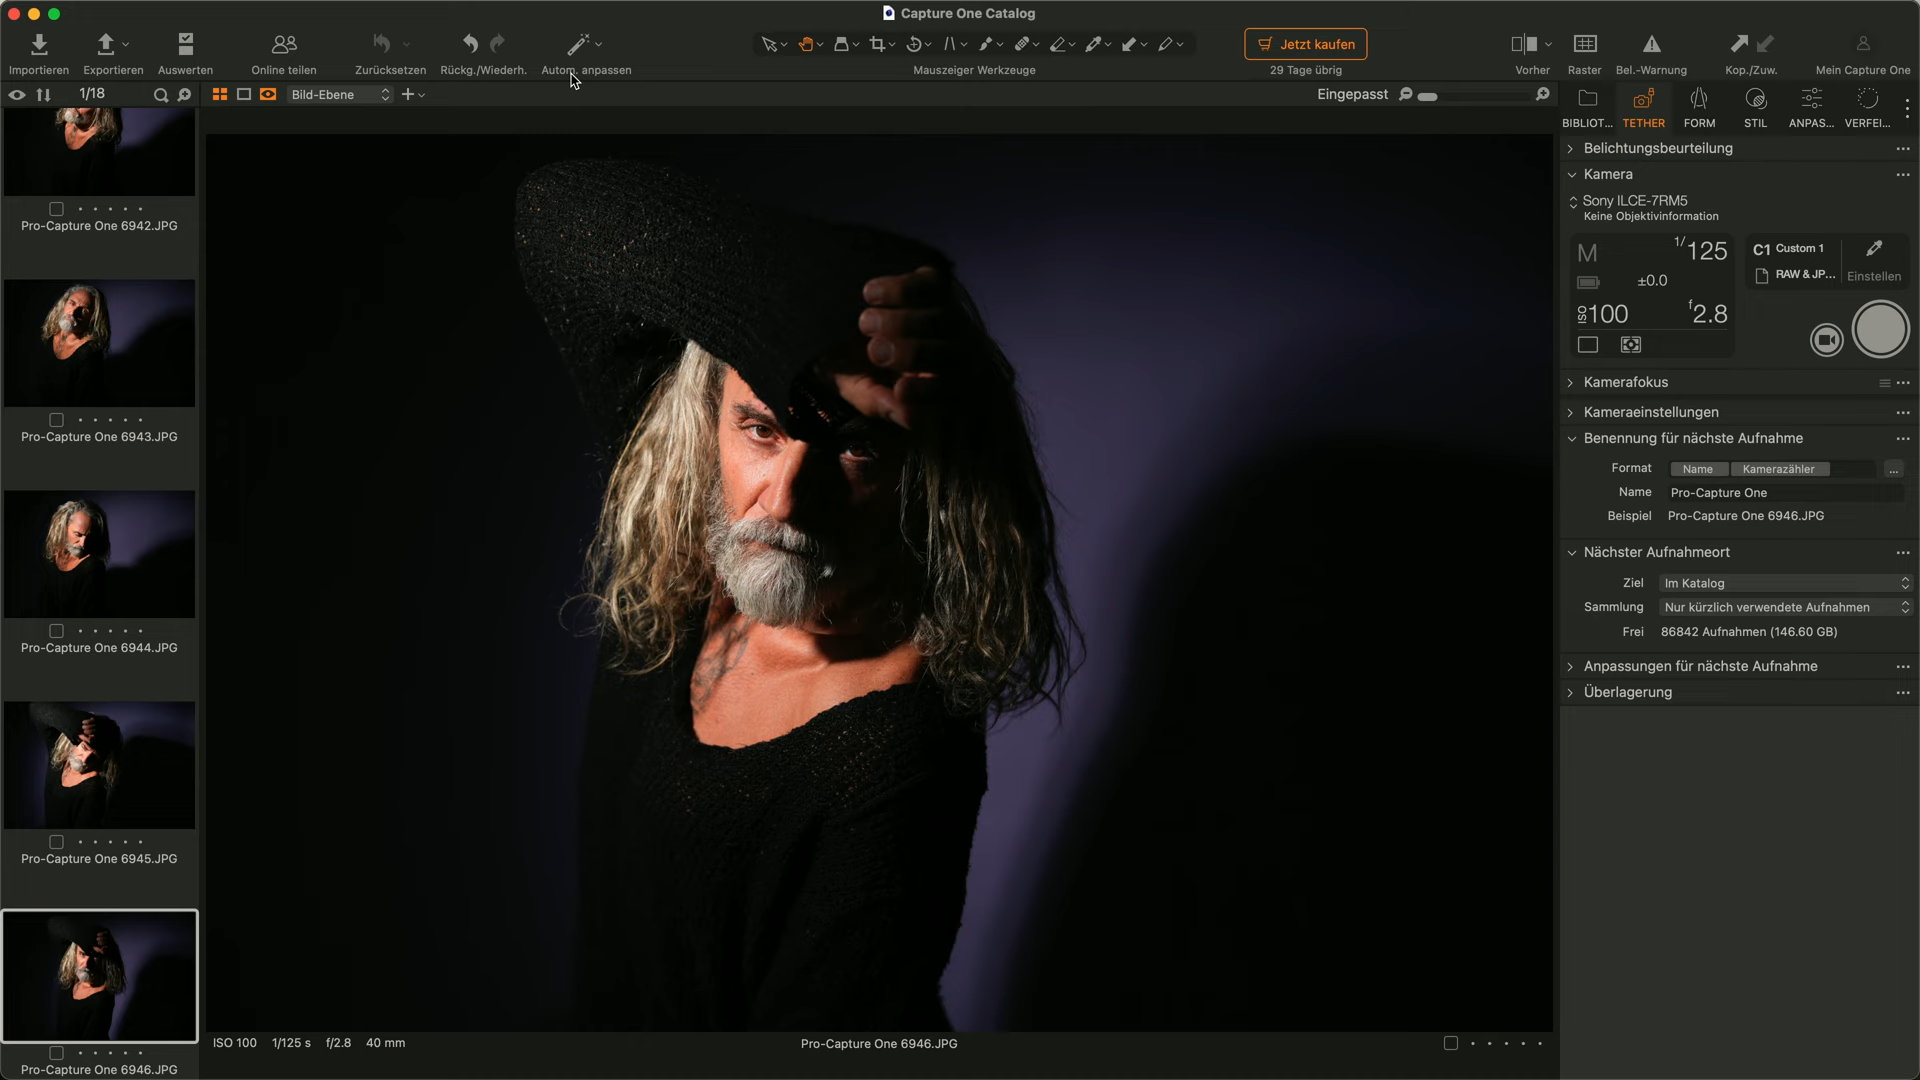 Capture One Catalog
Importieren
Exportieren
Auswerten
Online teilen
Zurücksetzen
Rückg./Wiederh.
Autom. anpassen
Mauszeiger Werkzeuge
Jetzt kaufen
29 Tage übrig
Vorher
Raster
Bel.-Warnung
Kop./Zuw.
Mein Capture One
1/18
Bild-Ebene
Eingepasst
BIBLIOT...
TETHER
FORM
STIL
ANPAS...
VERFEI...
Pro-Capture One 6942.JPG
Pro-Capture One 6943.JPG
Pro-Capture One 6944.JPG
Pro-Capture One 6945.JPG
Pro-Capture One 6946.JPG
ISO 100 1/125 s f/2.8 40 mm
Pro-Capture One 6946.JPG
Belichtungsbeurteilung
Kamera
Sony ILCE-7RM5
Keine Objektivinformation
M 1/125
±0.0
ISO 100 f2.8
C1 Custom 1
RAW & JP...
Einstellen
Kamerafokus
Kameraeinstellungen
Benennung für nächste Aufnahme
Format Name Kamerazähler ...
Name Pro-Capture One
Beispiel Pro-Capture One 6946.JPG
Nächster Aufnahmeort
Ziel Im Katalog
Sammlung Nur kürzlich verwendete Aufnahmen
Frei 86842 Aufnahmen (146.60 GB)
Anpassungen für nächste Aufnahme
Überlagerung